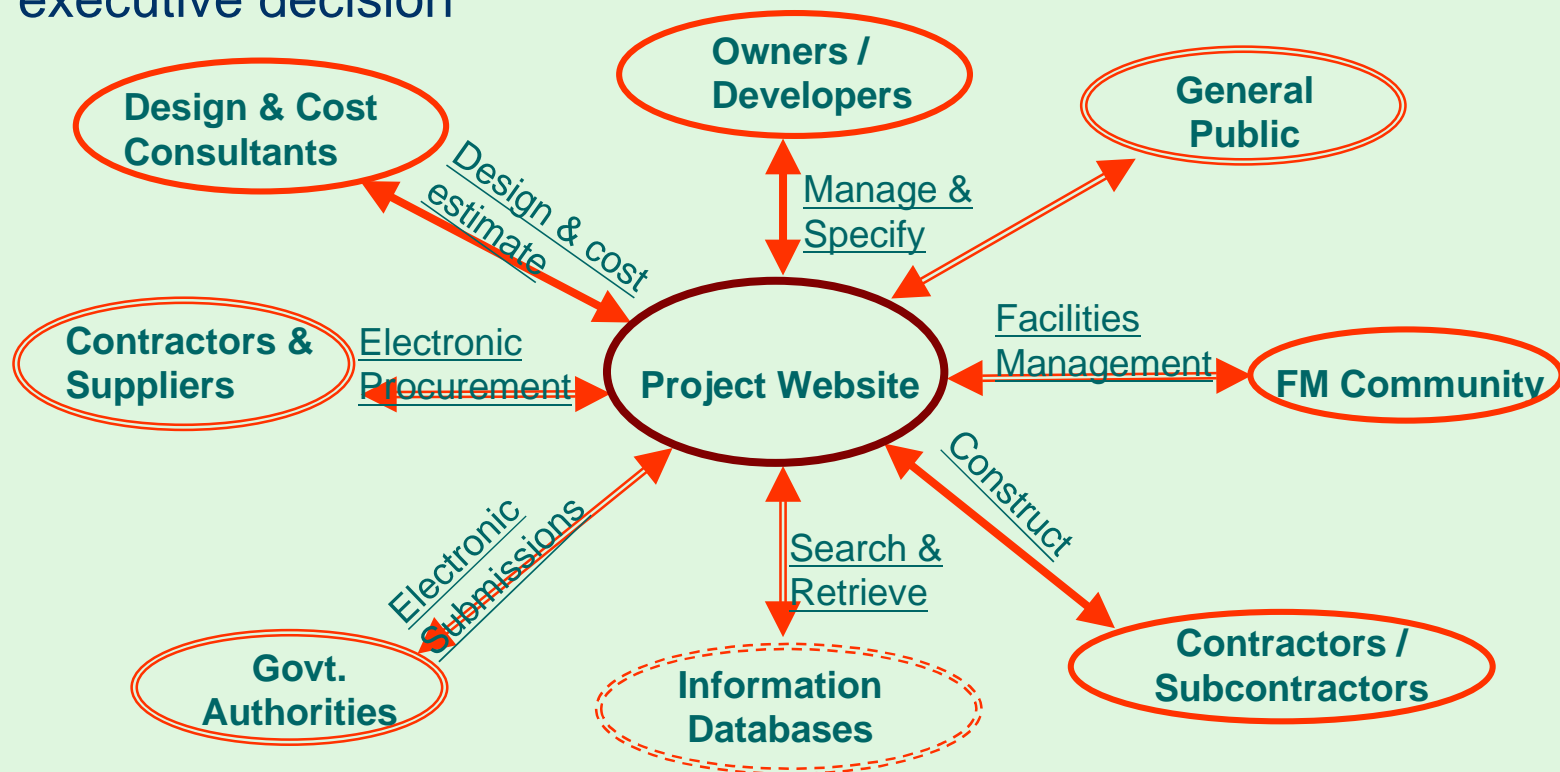 executive decision
Owners /
Developers
General
Public
Design & Cost
Consultants
Design & cost
estimate
Manage &
Specify
Contractors &
Suppliers
Electronic
Procurement
Project Website
Facilities
Management
FM Community
Electronic
Submissions
Search &
Retrieve
Construct
Govt.
Authorities
Information
Databases
Contractors /
Subcontractors